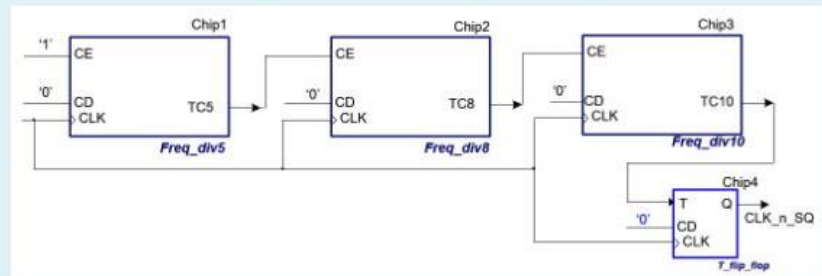 Chip1
Chip2
Chip3
'1'
CE
CE
CE
'0'
CD
TC5
'0'
CD
TC8
'0'
CD
TC10
CLK
CLK
CLK
Freq_div5
Freq_div8
Freq_div10
Chip4
T
Q
'0'
CD
CLK_n_SQ
CLK
T_flip_flop